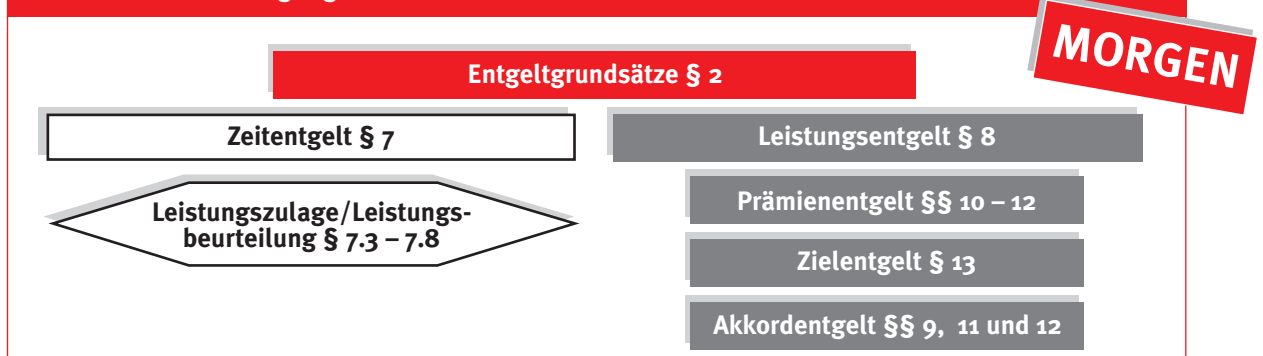 MORGEN
Entgeltgrundsätze § 2
Zeitentgelt § 7
Leistungsentgelt § 8
Leistungszulage/Leistungs-
beurteilung § 7.3 – 7.8
Prämienentgelt §§ 10 – 12
Zielentgelt § 13
Akkordentgelt §§ 9, 11 und 12